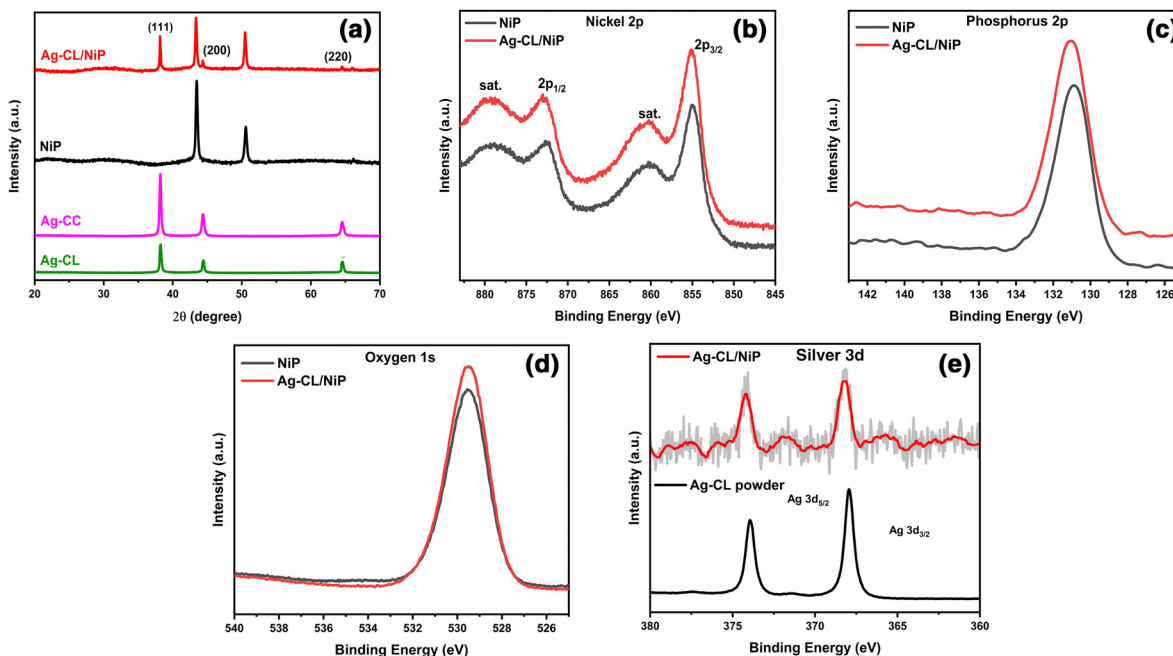 (a)
(111)
(200)
(220)
Ag-CL/NiP
NiP
Ag-CC
Ag-CL
Intensity (a.u.)
20 30 40 50 60 70
2θ (degree)
(b)
NiP
Ag-CL/NiP
Nickel 2p
2p3/2
2p1/2
sat.
sat.
Intensity (a.u.)
880 875 870 865 860 855 850 845
Binding Energy (eV)
(c)
Phosphorus 2p
NiP
Ag-CL/NiP
Intensity (a.u.)
142 140 138 136 134 132 130 128 126
Binding Energy (eV)
(d)
NiP
Ag-CL/NiP
Oxygen 1s
Intensity (a.u.)
540 538 536 534 532 530 528 526
Binding Energy (eV)
(e)
Ag-CL/NiP
Silver 3d
Ag-CL powder
Ag 3d5/2
Ag 3d3/2
Intensity (a.u.)
380 375 370 365 360
Binding Energy (eV)